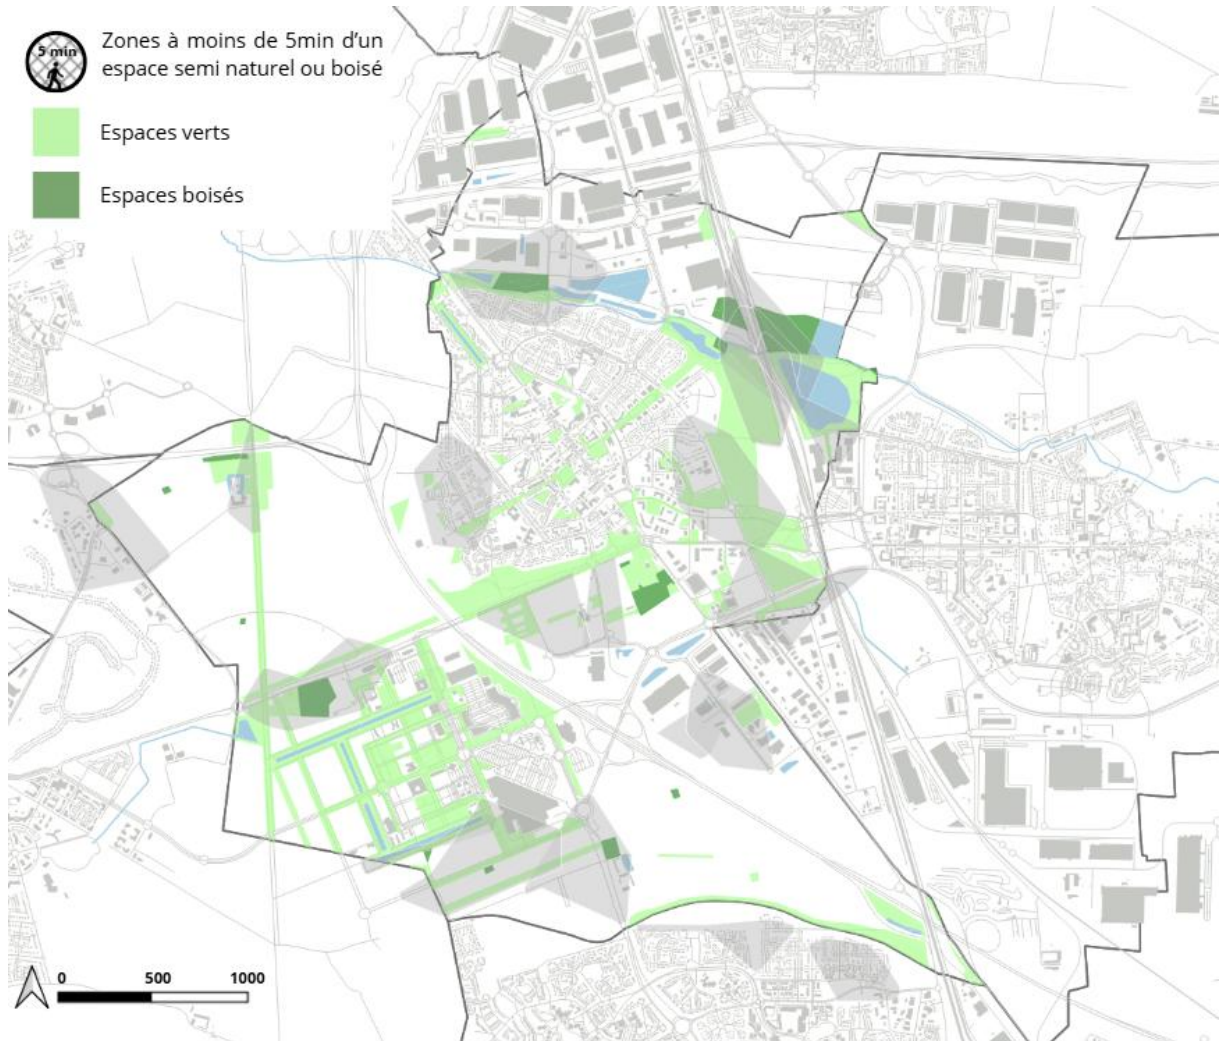 5 min
Zones à moins de 5min d’un
espace semi naturel ou boisé
Espaces verts
Espaces boisés
0 500 1000